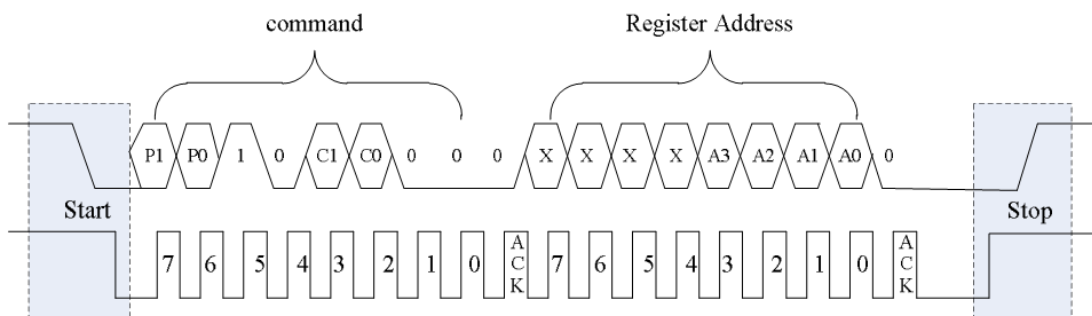 command Register Address
P1 P0 1 0 C1 C0 0 0 0 X X X X A3 A2 A1 A0 0
Start Stop
7 6 5 4 3 2 1 0 ACK 7 6 5 4 3 2 1 0 ACK